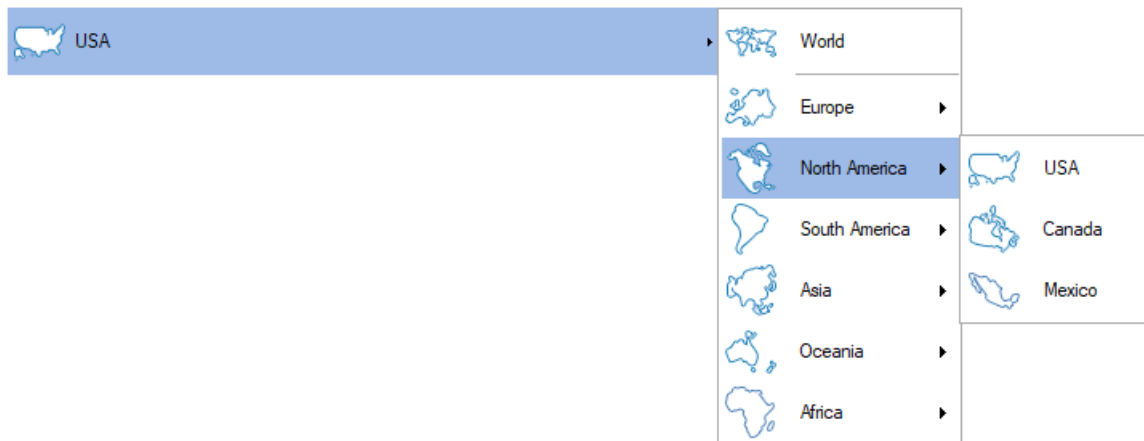 USA
World
Europe
North America
South America
Asia
Oceania
Africa
USA
Canada
Mexico